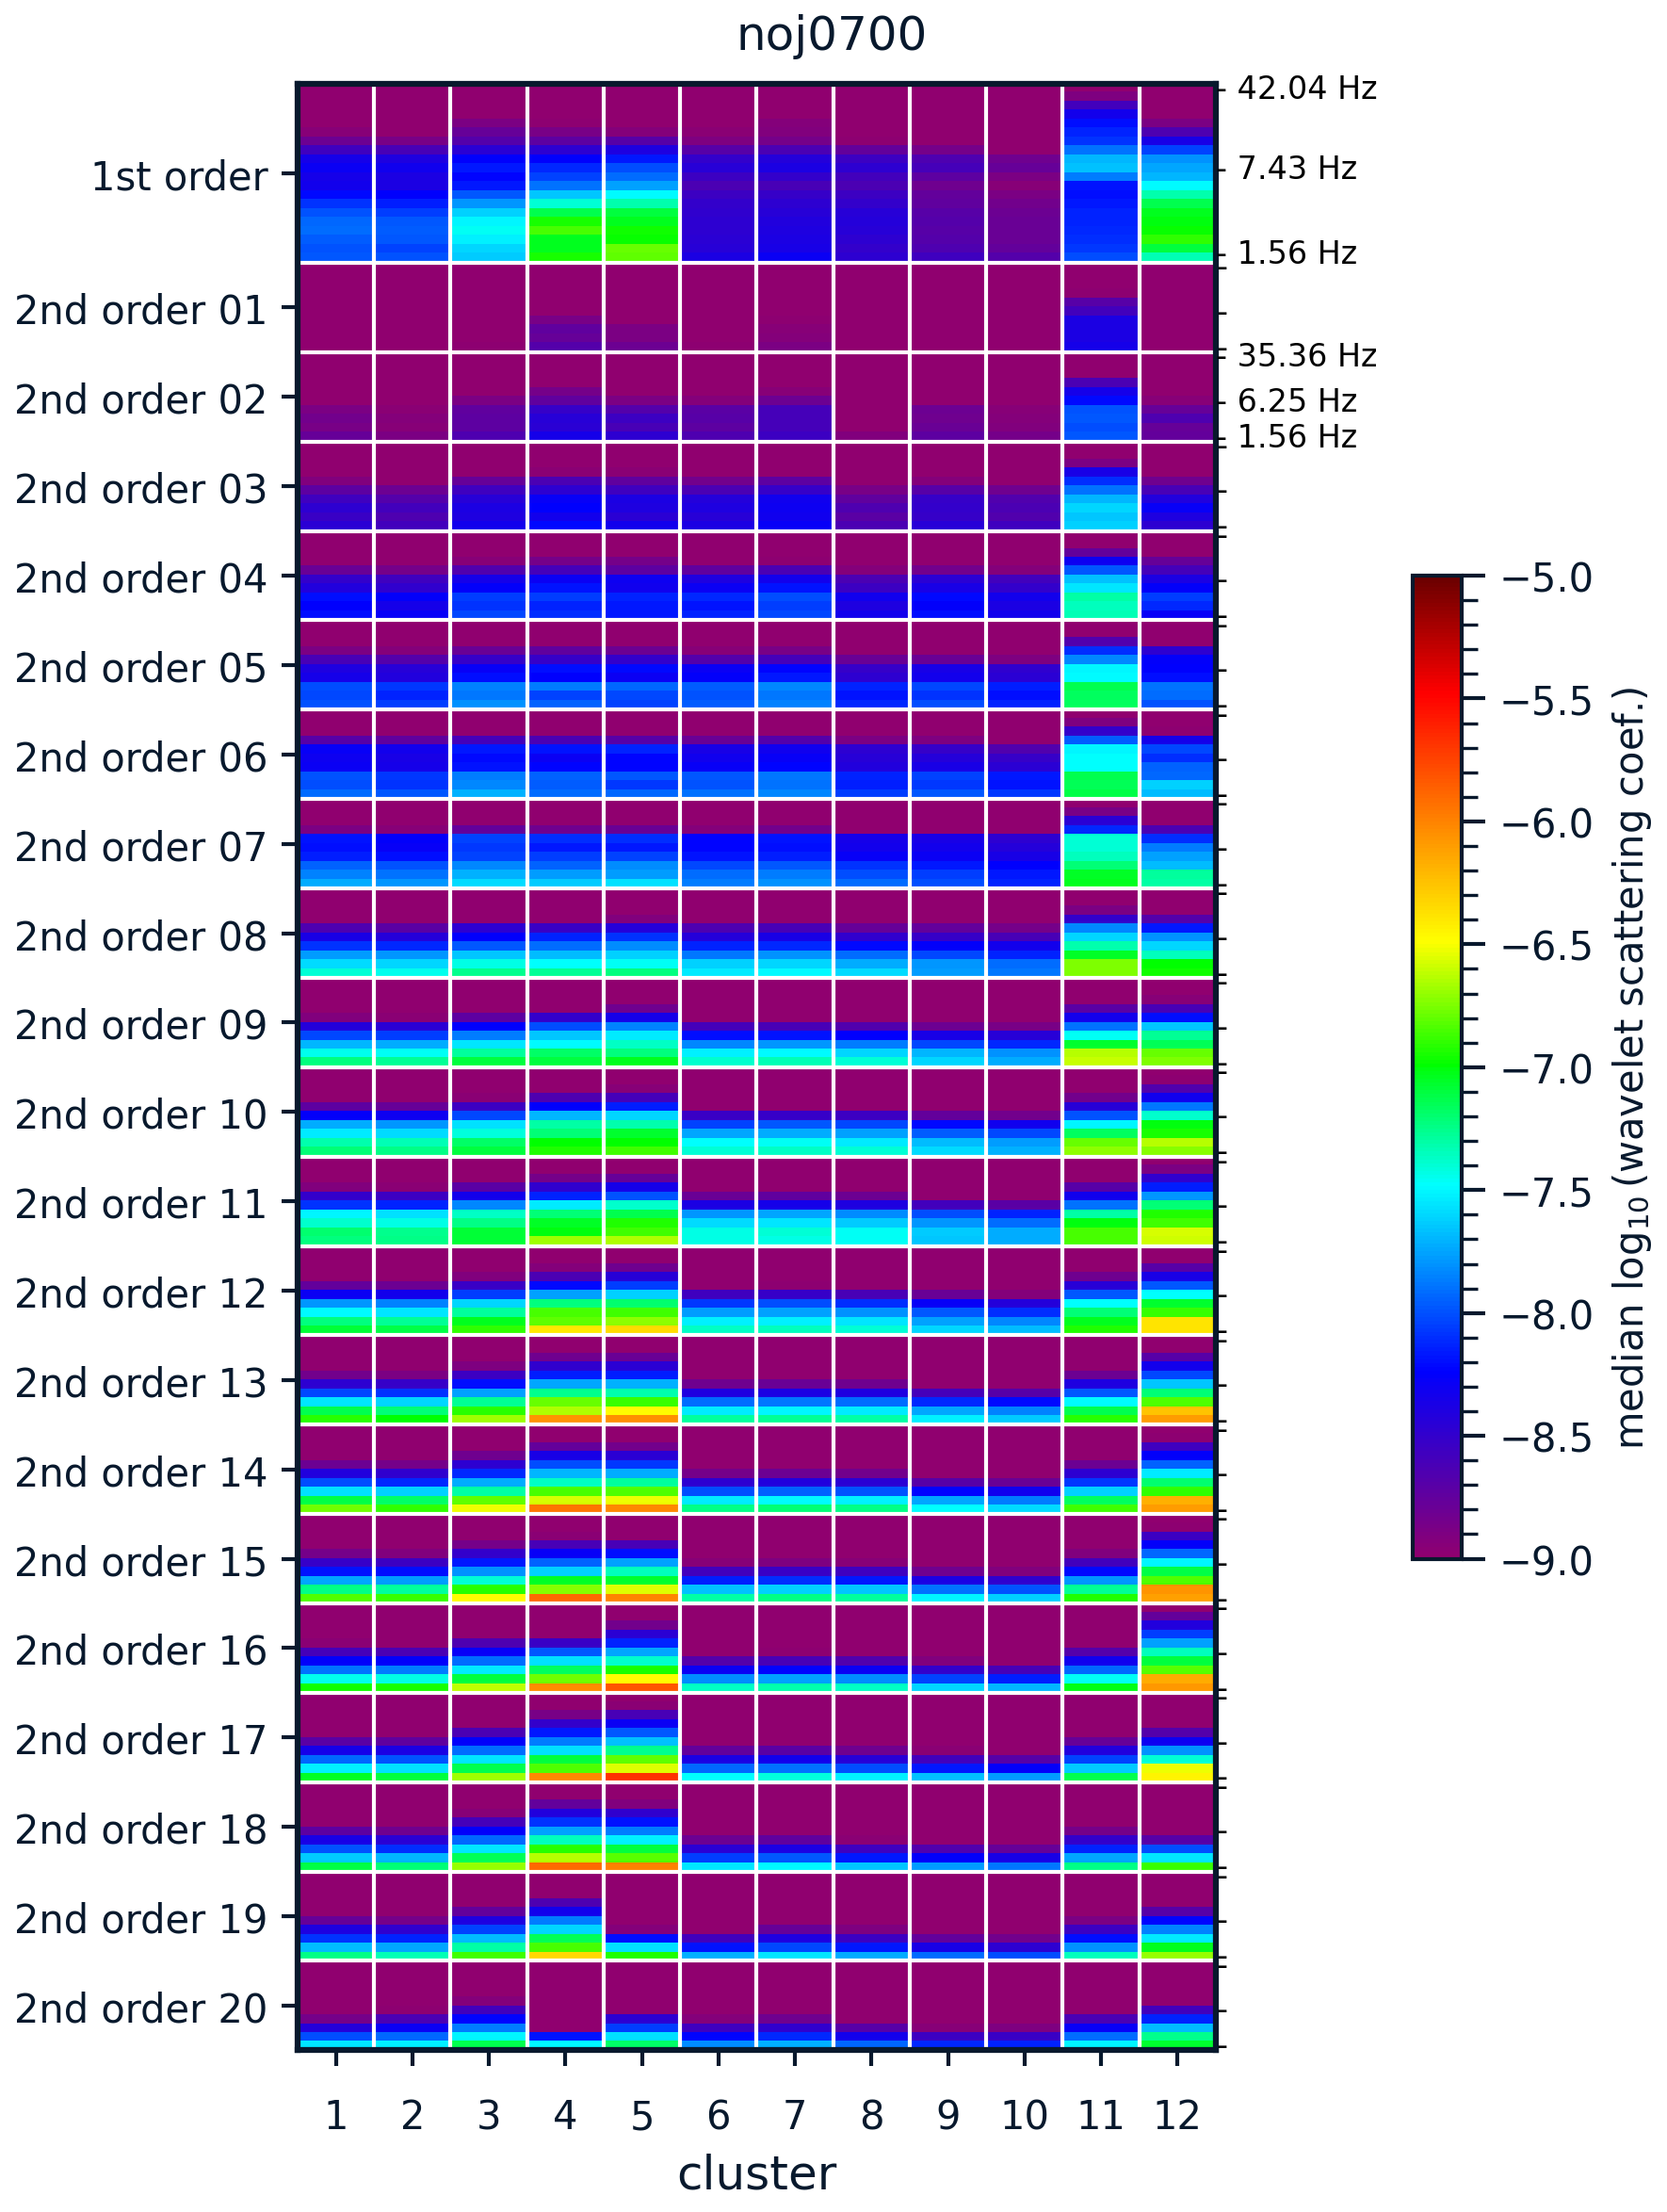 noj0700
42.04 Hz
1st order
7.43 Hz
1.56 Hz
2nd order 01
35.36 Hz
2nd order 02
6.25 Hz
1.56 Hz
2nd order 03
2nd order 04
2nd order 05
2nd order 06
2nd order 07
2nd order 08
2nd order 09
2nd order 10
2nd order 11
2nd order 12
2nd order 13
2nd order 14
2nd order 15
2nd order 16
2nd order 17
2nd order 18
2nd order 19
2nd order 20
1 2 3 4 5 6 7 8 9 10 11 12
cluster
−5.0
−5.5
−6.0
−6.5
−7.0
−7.5
−8.0
−8.5
−9.0
median log₁₀(wavelet scattering coef.)